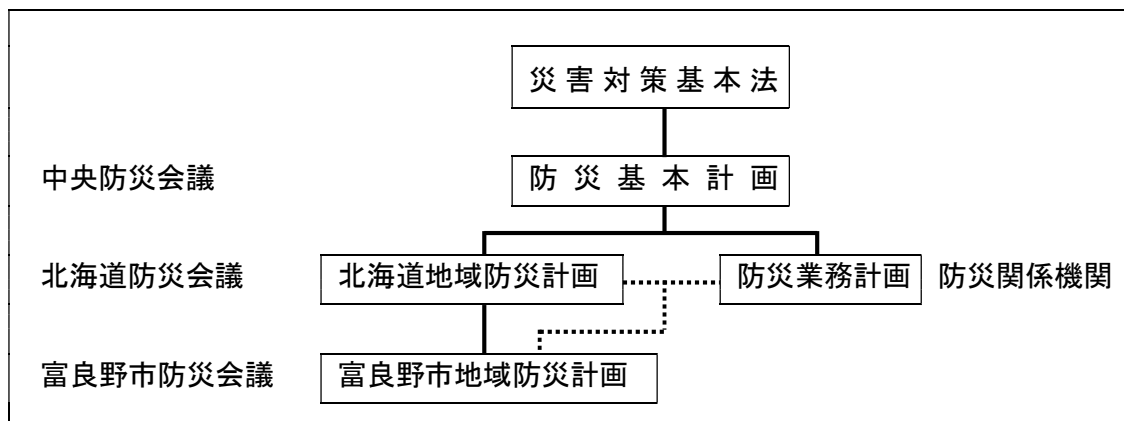 災害対策基本法
中央防災会議 防災基本計画
北海道防災会議 北海道地域防災計画 防災業務計画 防災関係機関
富良野市防災会議 富良野市地域防災計画